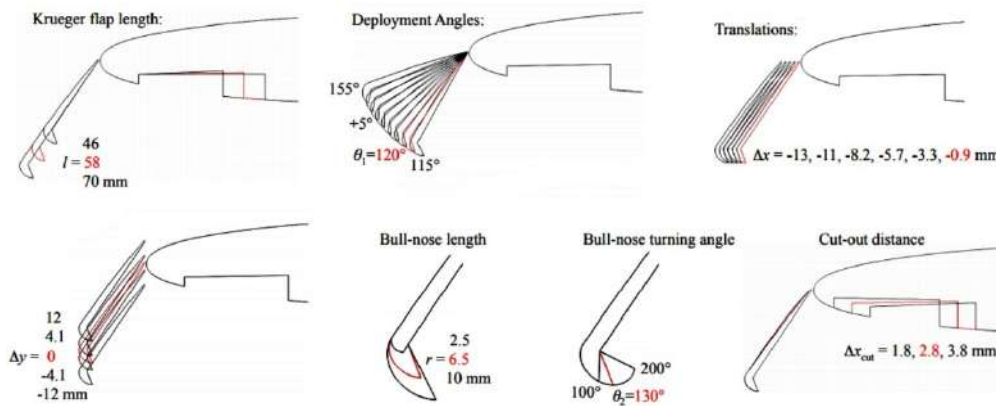 Krueger flap length:
46
l = 58
70 mm
Deployment Angles:
155°
+5°
θ₁=120°
115°
Translations:
Δx = -13, -11, -8.2, -5.7, -3.3, -0.9 mm
12
4.1
Δy = 0
-4.1
-12 mm
Bull-nose length
2.5
r = 6.5
10 mm
Bull-nose turning angle
200°
100°
θ₂=130°
Cut-out distance
Δx_cut = 1.8, 2.8, 3.8 mm